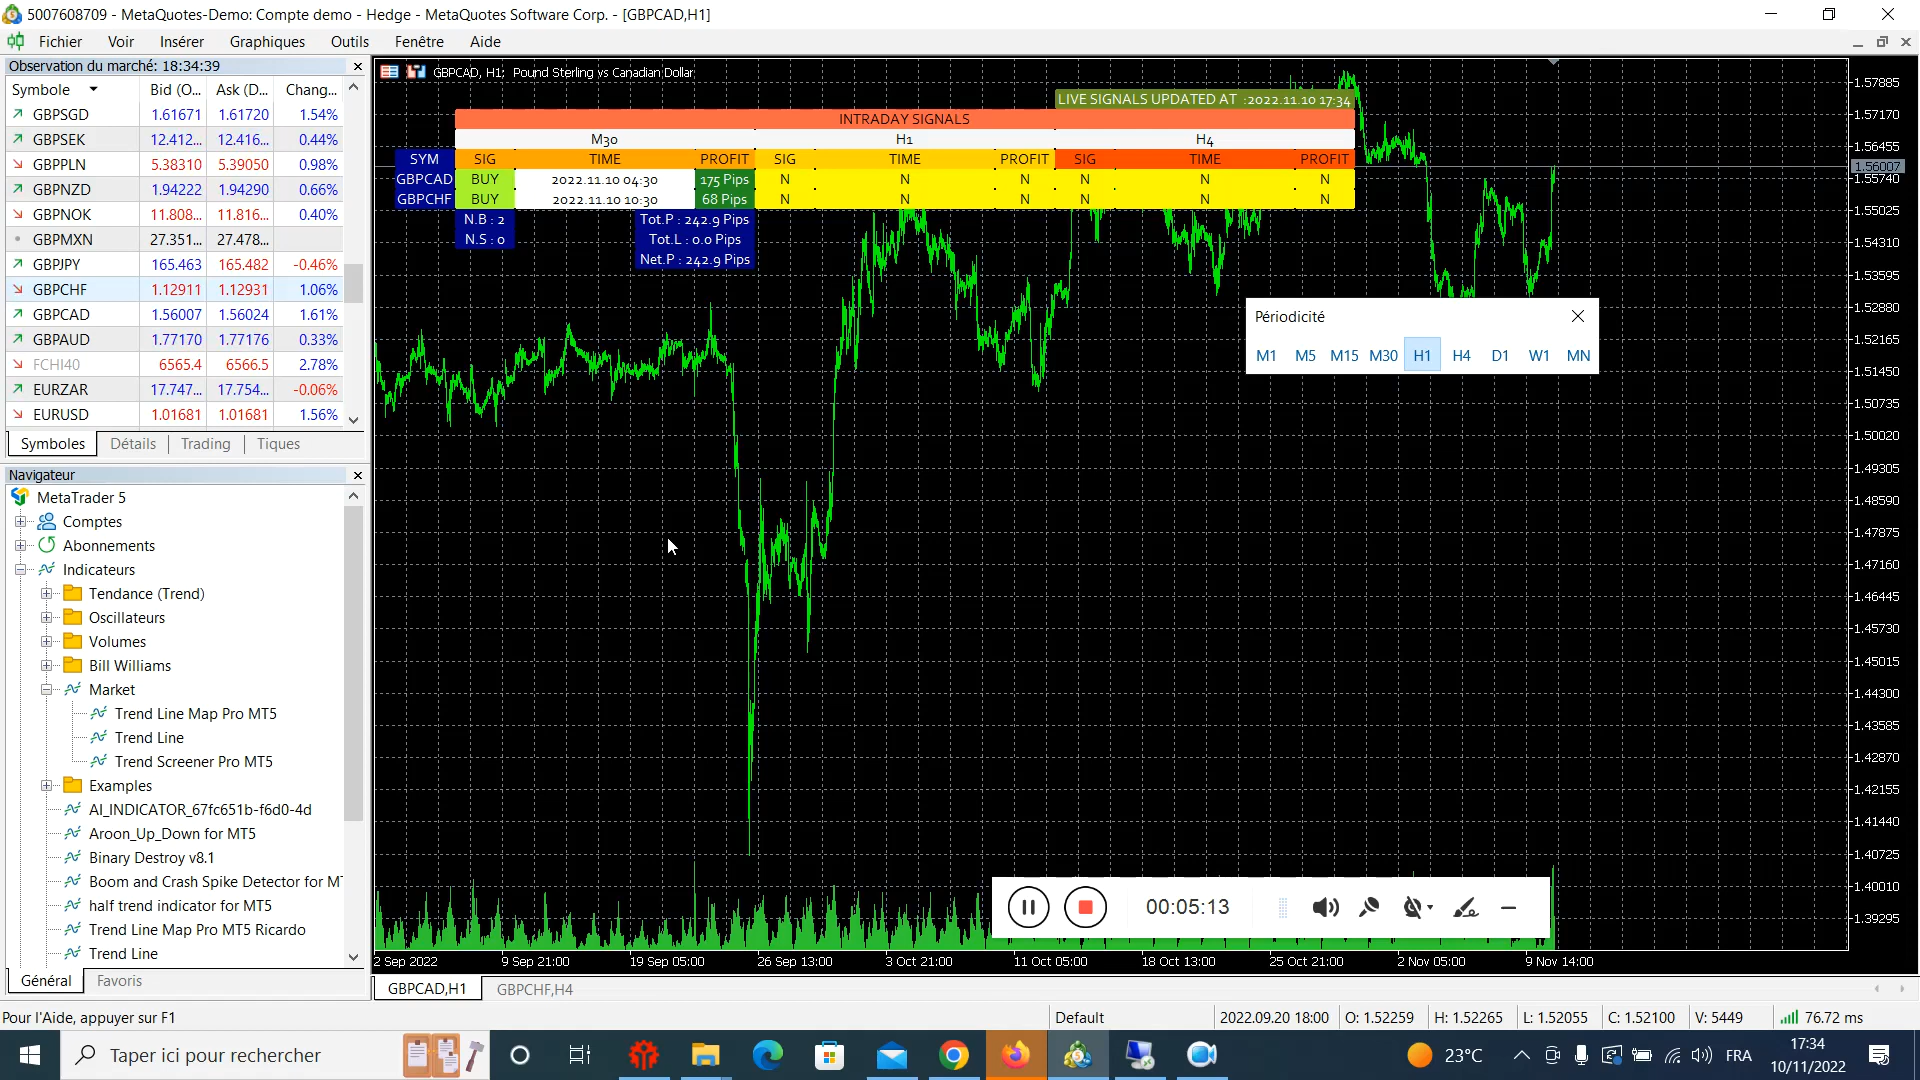 5007608709 - MetaQuotes-Demo: Compte demo - Hedge - MetaQuotes Software Corp. - [GBPCAD,H1]
Fichier Voir Insérer Graphiques Outils Fenêtre Aide
Observation du marché: 18:34:39
Symbole Bid (O... Ask (D... Chang...
GBPSGD 1.61671 1.61720 1.54%
GBPSEK 12.412... 12.416... 0.44%
GBPPLN 5.38310 5.39050 0.98%
GBPNZD 1.94222 1.94290 0.66%
GBPNOK 11.808... 11.816... 0.40%
GBPMXN 27.351... 27.478...
GBPJPY 165.463 165.482 -0.46%
GBPCHF 1.12911 1.12931 1.06%
GBPCAD 1.56007 1.56024 1.61%
GBPAUD 1.77170 1.77176 0.33%
FCHI40 6565.4 6566.5 2.78%
EURZAR 17.747... 17.754... -0.06%
EURUSD 1.01681 1.01681 1.56%
Symboles Détails Trading Tiques
Navigateur
MetaTrader 5
Comptes
Abonnements
Indicateurs
Tendance (Trend)
Oscillateurs
Volumes
Bill Williams
Market
Trend Line Map Pro MT5
Trend Line
Trend Screener Pro MT5
Examples
AI_INDICATOR_67fc651b-f6d0-4d
Aroon_Up_Down for MT5
Binary Destroy v8.1
Boom and Crash Spike Detector for M
half trend indicator for MT5
Trend Line Map Pro MT5 Ricardo
Trend Line
Général Favoris
GBPCAD, H1: Pound Sterling vs Canadian Dollar
LIVE SIGNALS UPDATED AT :2022.11.10 17:34
INTRADAY SIGNALS
M30 H1 H4
SYM SIG TIME PROFIT SIG TIME PROFIT SIG TIME PROFIT
GBPCAD BUY 2022.11.10 04:30 175 Pips N N N N N N
GBPCHF BUY 2022.11.10 10:30 68 Pips N N N N N N
N.B : 2 Tot.P : 242.9 Pips
N.S : 0 Tot.L : 0.0 Pips
Net.P : 242.9 Pips
Périodicité
M1 M5 M15 M30 H1 H4 D1 W1 MN
1.57885
1.57170
1.56455
1.56007
1.55740
1.55025
1.54310
1.53595
1.52880
1.52165
1.51450
1.50735
1.50020
1.49305
1.48590
1.47875
1.47160
1.46445
1.45730
1.45015
1.44300
1.43585
1.42870
1.42155
1.41440
1.40725
1.40010
1.39295
00:05:13
2 Sep 2022 9 Sep 21:00 19 Sep 05:00 26 Sep 13:00 3 Oct 21:00 11 Oct 05:00 18 Oct 13:00 25 Oct 21:00 2 Nov 05:00 9 Nov 14:00
GBPCAD,H1 GBPCHF,H4
Pour l'Aide, appuyer sur F1 Default 2022.09.20 18:00 O: 1.52259 H: 1.52265 L: 1.52055 C: 1.52100 V: 5449 76.72 ms
Taper ici pour rechercher 23°C FRA 17:34
10/11/2022